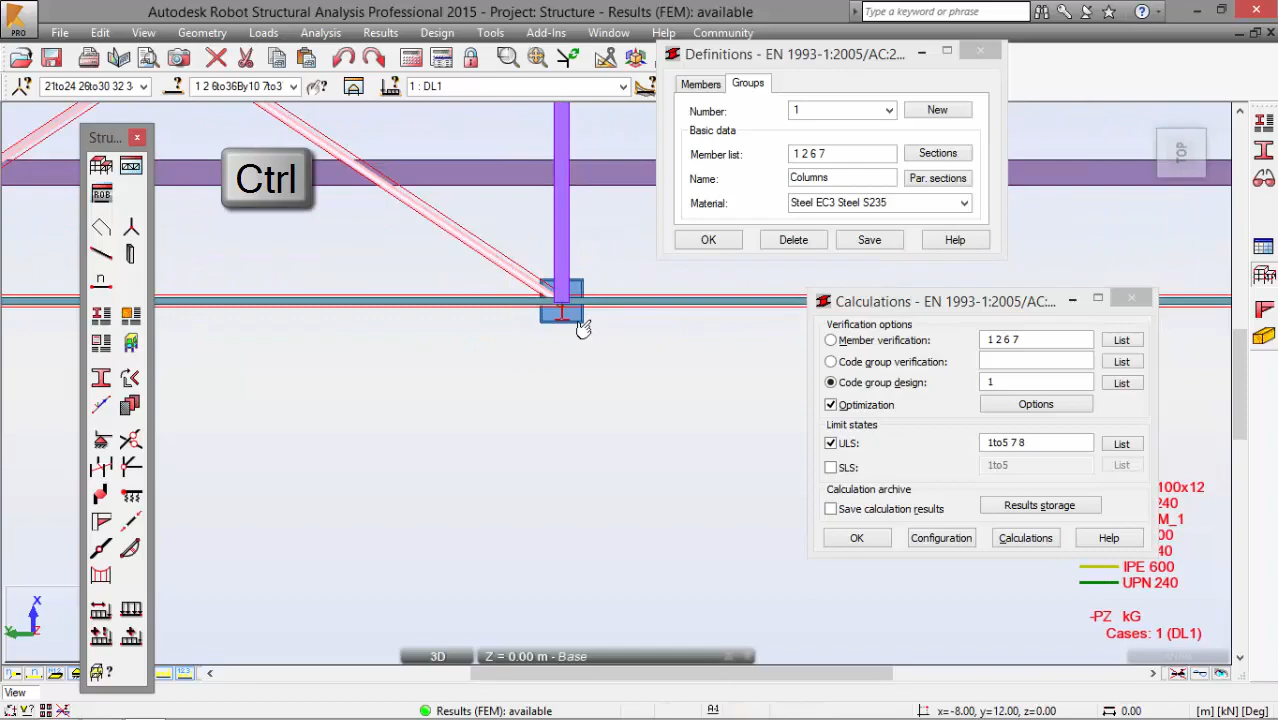 Autodesk Robot Structural Analysis Professional 2015 - Project: Structure - Results (FEM): available
Type a keyword or phrase
PRO
File Edit View Geometry Loads Analysis Results Design Tools Add-Ins Window Help Community
21to24 26to30 32 3
1 2 6to36By10 7to3
1 : DL1
Stru...
Ctrl
TOP
Definitions - EN 1993-1:2005/AC:2...
Members
Groups
Number:
1
New
Basic data
Member list:
1 2 6 7
Sections
Name:
Columns
Par. sections
Material:
Steel EC3 Steel S235
OK
Delete
Save
Help
Calculations - EN 1993-1:2005/AC:...
Verification options
Member verification:
1 2 6 7
List
Code group verification:
List
Code group design:
1
List
Optimization
Options
Limit states
ULS:
1to5 7 8
List
SLS:
1to5
List
Calculation archive
Save calculation results
Results storage
OK
Configuration
Calculations
Help
100x12
240
M_1
00
40
IPE 600
UPN 240
-PZ kG
Cases: 1 (DL1)
X
Y
Z
3D
Z = 0.00 m - Base
View
Results (FEM): available
x=-8.00, y=12.00, z=0.00
0.00
[m] [kN] [Deg]